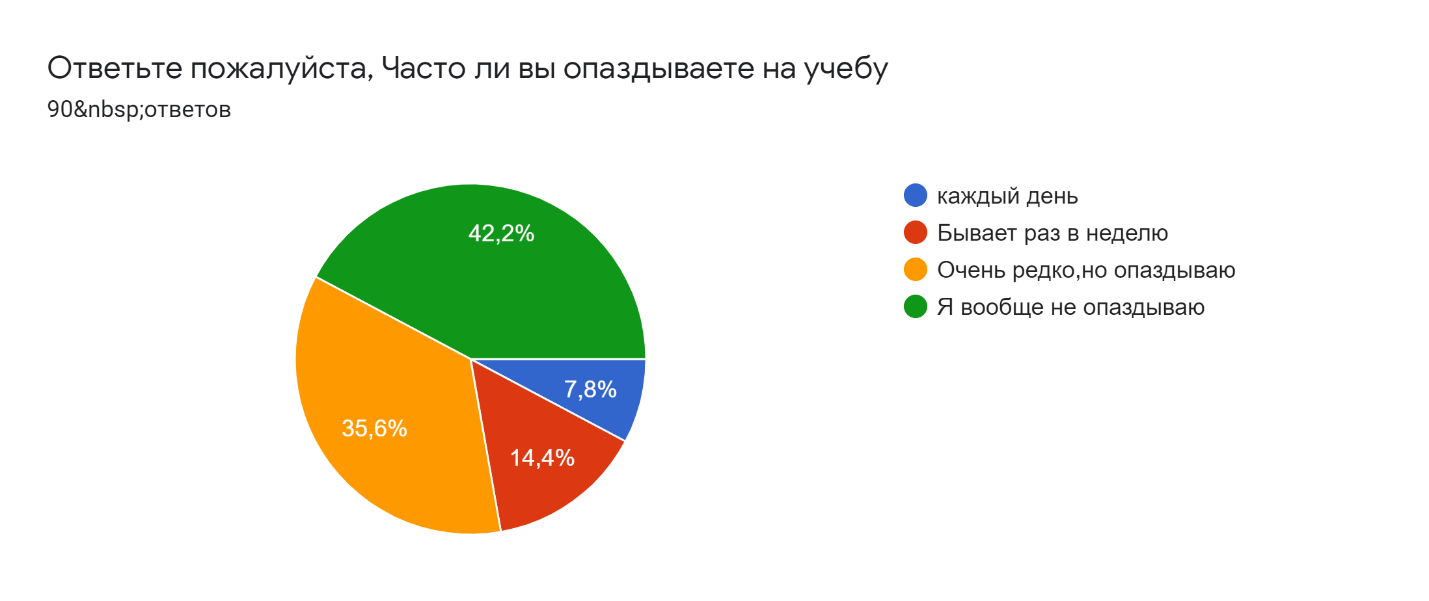 Ответьте пожалуйста, Часто ли вы опаздываете на учебу
90&nbsp;ответов
42,2%
7,8%
35,6%
14,4%
каждый день
Бывает раз в неделю
Очень редко,но опаздываю
Я вообще не опаздываю